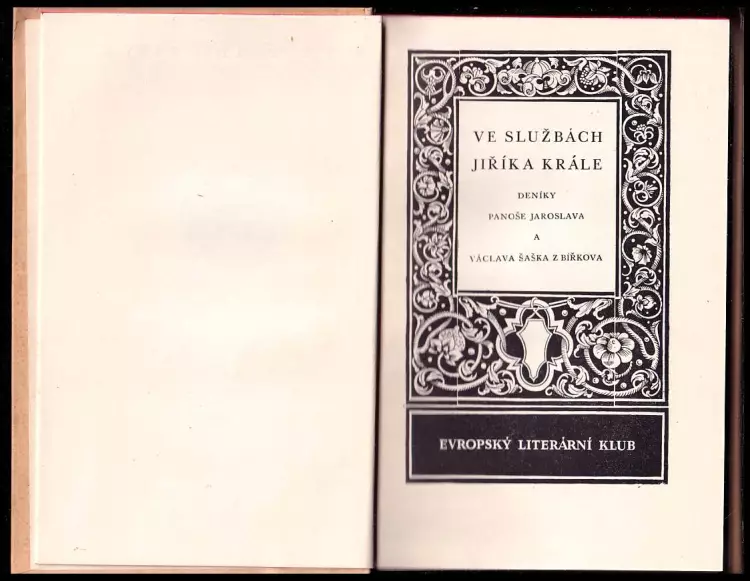 VE SLUŽBÁCH
JIŘÍKA KRÁLE
DENÍKY
PANOŠE JAROSLAVA
A
VÁCLAVA ŠAŠKA Z BÍŘKOVA
EVROPSKÝ LITERÁRNÍ KLUB